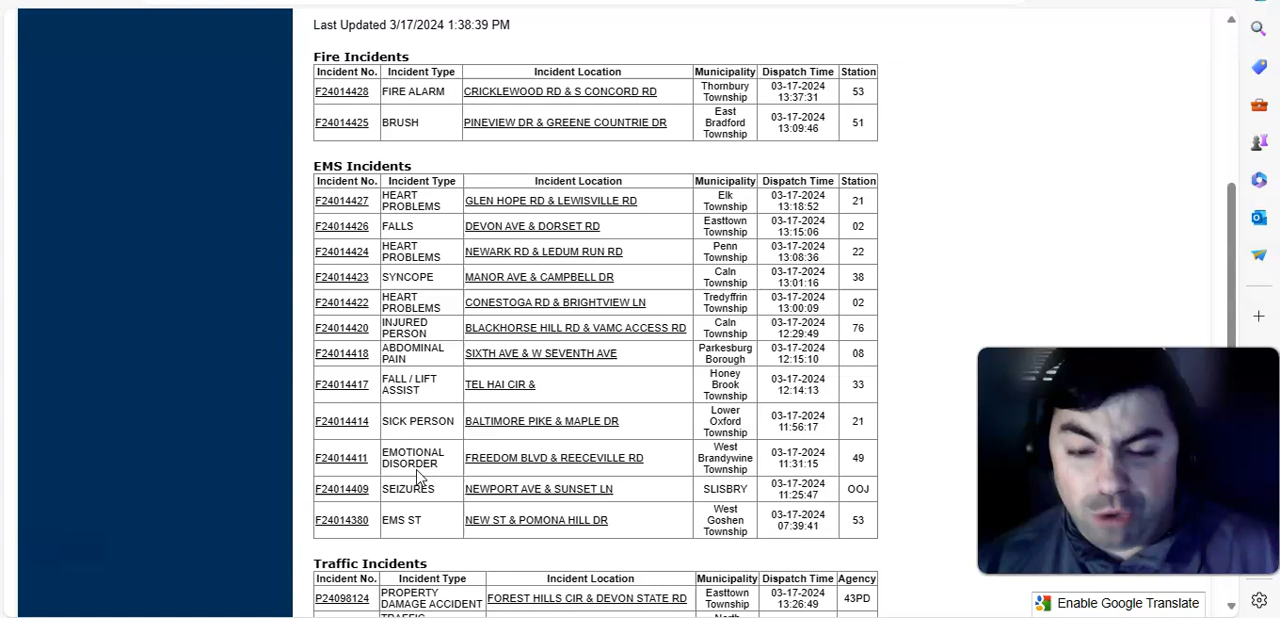 Last Updated 3/17/2024 1:38:39 PM
Fire Incidents
Incident No. Incident Type Incident Location Municipality Dispatch Time Station
F24014428 FIRE ALARM CRICKLEWOOD RD & S CONCORD RD Thornbury Township 03-17-2024 13:37:31 53
F24014425 BRUSH PINEVIEW DR & GREENE COUNTRIE DR East Bradford Township 03-17-2024 13:09:46 51
EMS Incidents
Incident No. Incident Type Incident Location Municipality Dispatch Time Station
F24014427 HEART PROBLEMS GLEN HOPE RD & LEWISVILLE RD Elk Township 03-17-2024 13:18:52 21
F24014426 FALLS DEVON AVE & DORSET RD Easttown Township 03-17-2024 13:15:06 02
F24014424 HEART PROBLEMS NEWARK RD & LEDUM RUN RD Penn Township 03-17-2024 13:08:36 22
F24014423 SYNCOPE MANOR AVE & CAMPBELL DR Caln Township 03-17-2024 13:01:16 38
F24014422 HEART PROBLEMS CONESTOGA RD & BRIGHTVIEW LN Tredyffrin Township 03-17-2024 13:00:09 02
F24014420 INJURED PERSON BLACKHORSE HILL RD & VAMC ACCESS RD Caln Township 03-17-2024 12:29:49 76
F24014418 ABDOMINAL PAIN SIXTH AVE & W SEVENTH AVE Parkesburg Borough 03-17-2024 12:15:10 08
F24014417 FALL / LIFT ASSIST TEL HAI CIR & Honey Brook Township 03-17-2024 12:14:13 33
F24014414 SICK PERSON BALTIMORE PIKE & MAPLE DR Lower Oxford Township 03-17-2024 11:56:17 21
F24014411 EMOTIONAL DISORDER FREEDOM BLVD & REECEVILLE RD West Brandywine Township 03-17-2024 11:31:15 49
F24014409 SEIZURES NEWPORT AVE & SUNSET LN SLISBRY 03-17-2024 11:25:47 OOJ
F24014380 EMS ST NEW ST & POMONA HILL DR West Goshen Township 03-17-2024 07:39:41 53
Traffic Incidents
Incident No. Incident Type Incident Location Municipality Dispatch Time Agency
P24098124 PROPERTY DAMAGE ACCIDENT FOREST HILLS CIR & DEVON STATE RD Easttown Township 03-17-2024 13:26:49 43PD
Enable Google Translate